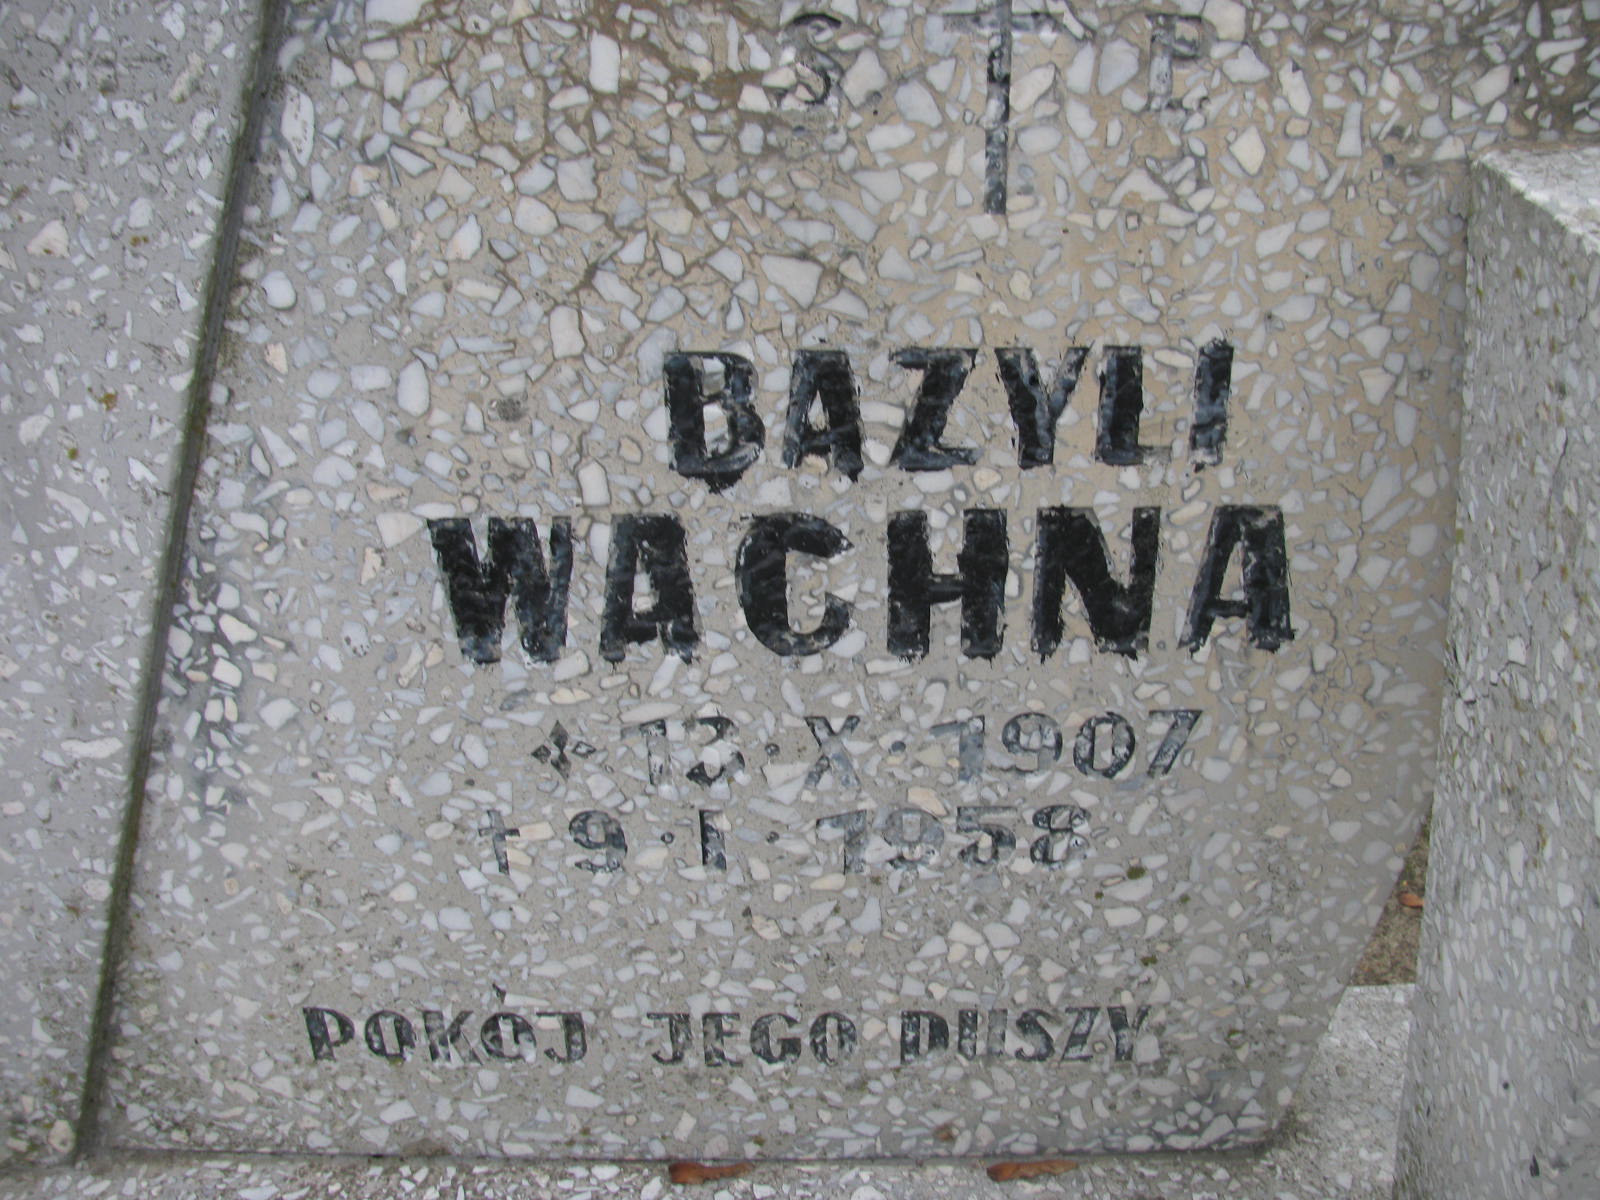 Ś † P
BAZYLI
WACHNA
✦ 13·X·1907
† 9·I·1958
POKÓJ JEGO DUSZY